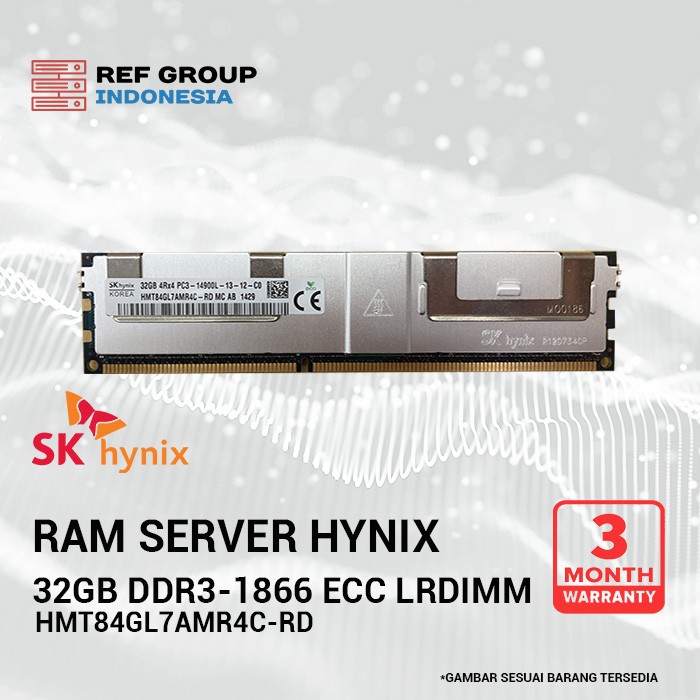 REF GROUP
INDONESIA
SK hynix
KOREA
32GB 4Rx4 PC3-14900L-13-12-C0
HMT84GL7AMR4C-RD MC AB 1429
CE
MO0186
SK hynix
SK hynix
RAM SERVER HYNIX
32GB DDR3-1866 ECC LRDIMM
HMT84GL7AMR4C-RD
3
MONTH
WARRANTY
*GAMBAR SESUAI BARANG TERSEDIA